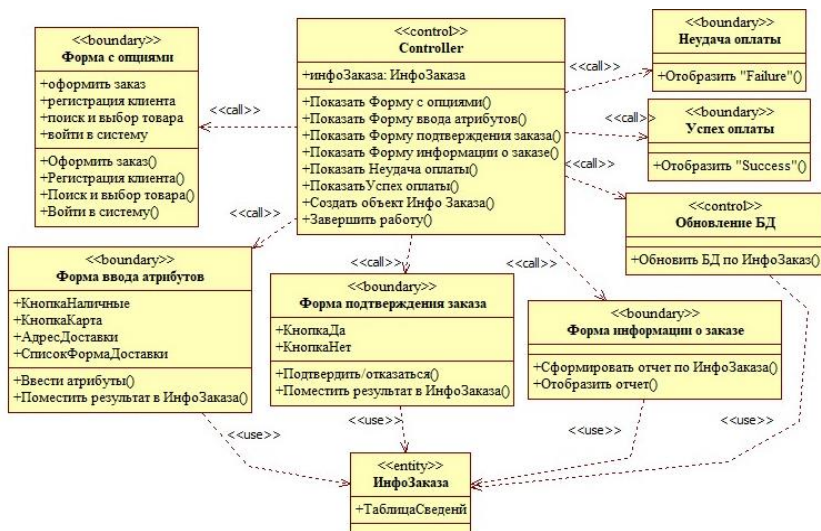 <<boundary>>
Форма с опциями
+оформить заказ
+регистрация клиента
+поиск и выбор товара
+войти в систему
+Оформить заказ()
+Регистрация клиента()
+Поиск и выбор товара()
+Войти в систему()
<<call>>
<<control>>
Controller
+инфоЗаказа: ИнфоЗаказа
+Показать Форму с опциями()
+Показать Форму ввода атрибутов()
+Показать Форму подтверждения заказа()
+Показать Форму информации о заказе()
+Показать Неудача оплаты()
+ПоказатьУспех оплаты()
+Создать объект Инфо Заказа()
+Завершить работу()
<<call>>
<<boundary>>
Неудача оплаты
+Отобразить "Failure"()
<<call>>
<<boundary>>
Успех оплаты
+Отобразить "Success"()
<<call>>
<<control>>
Обновление БД
+Обновить БД по ИнфоЗаказ()
<<call>>
<<boundary>>
Форма ввода атрибутов
+КнопкаНаличные
+КнопкаКарта
+АдресДоставки
+СписокФормаДоставки
+Ввести атрибуты()
+Поместить результат в ИнфоЗаказа()
<<call>>
<<boundary>>
Форма подтверждения заказа
+КнопкаДа
+КнопкаНет
+Подтвердить/отказаться()
+Поместить результат в ИнфоЗаказа()
<<call>>
<<boundary>>
Форма информации о заказе
+Сформировать отчет по ИнфоЗаказа()
+Отобразить отчет()
<<use>>
<<use>>
<<use>>
<<use>>
<<entity>>
ИнфоЗаказа
+ТаблицаСведенй